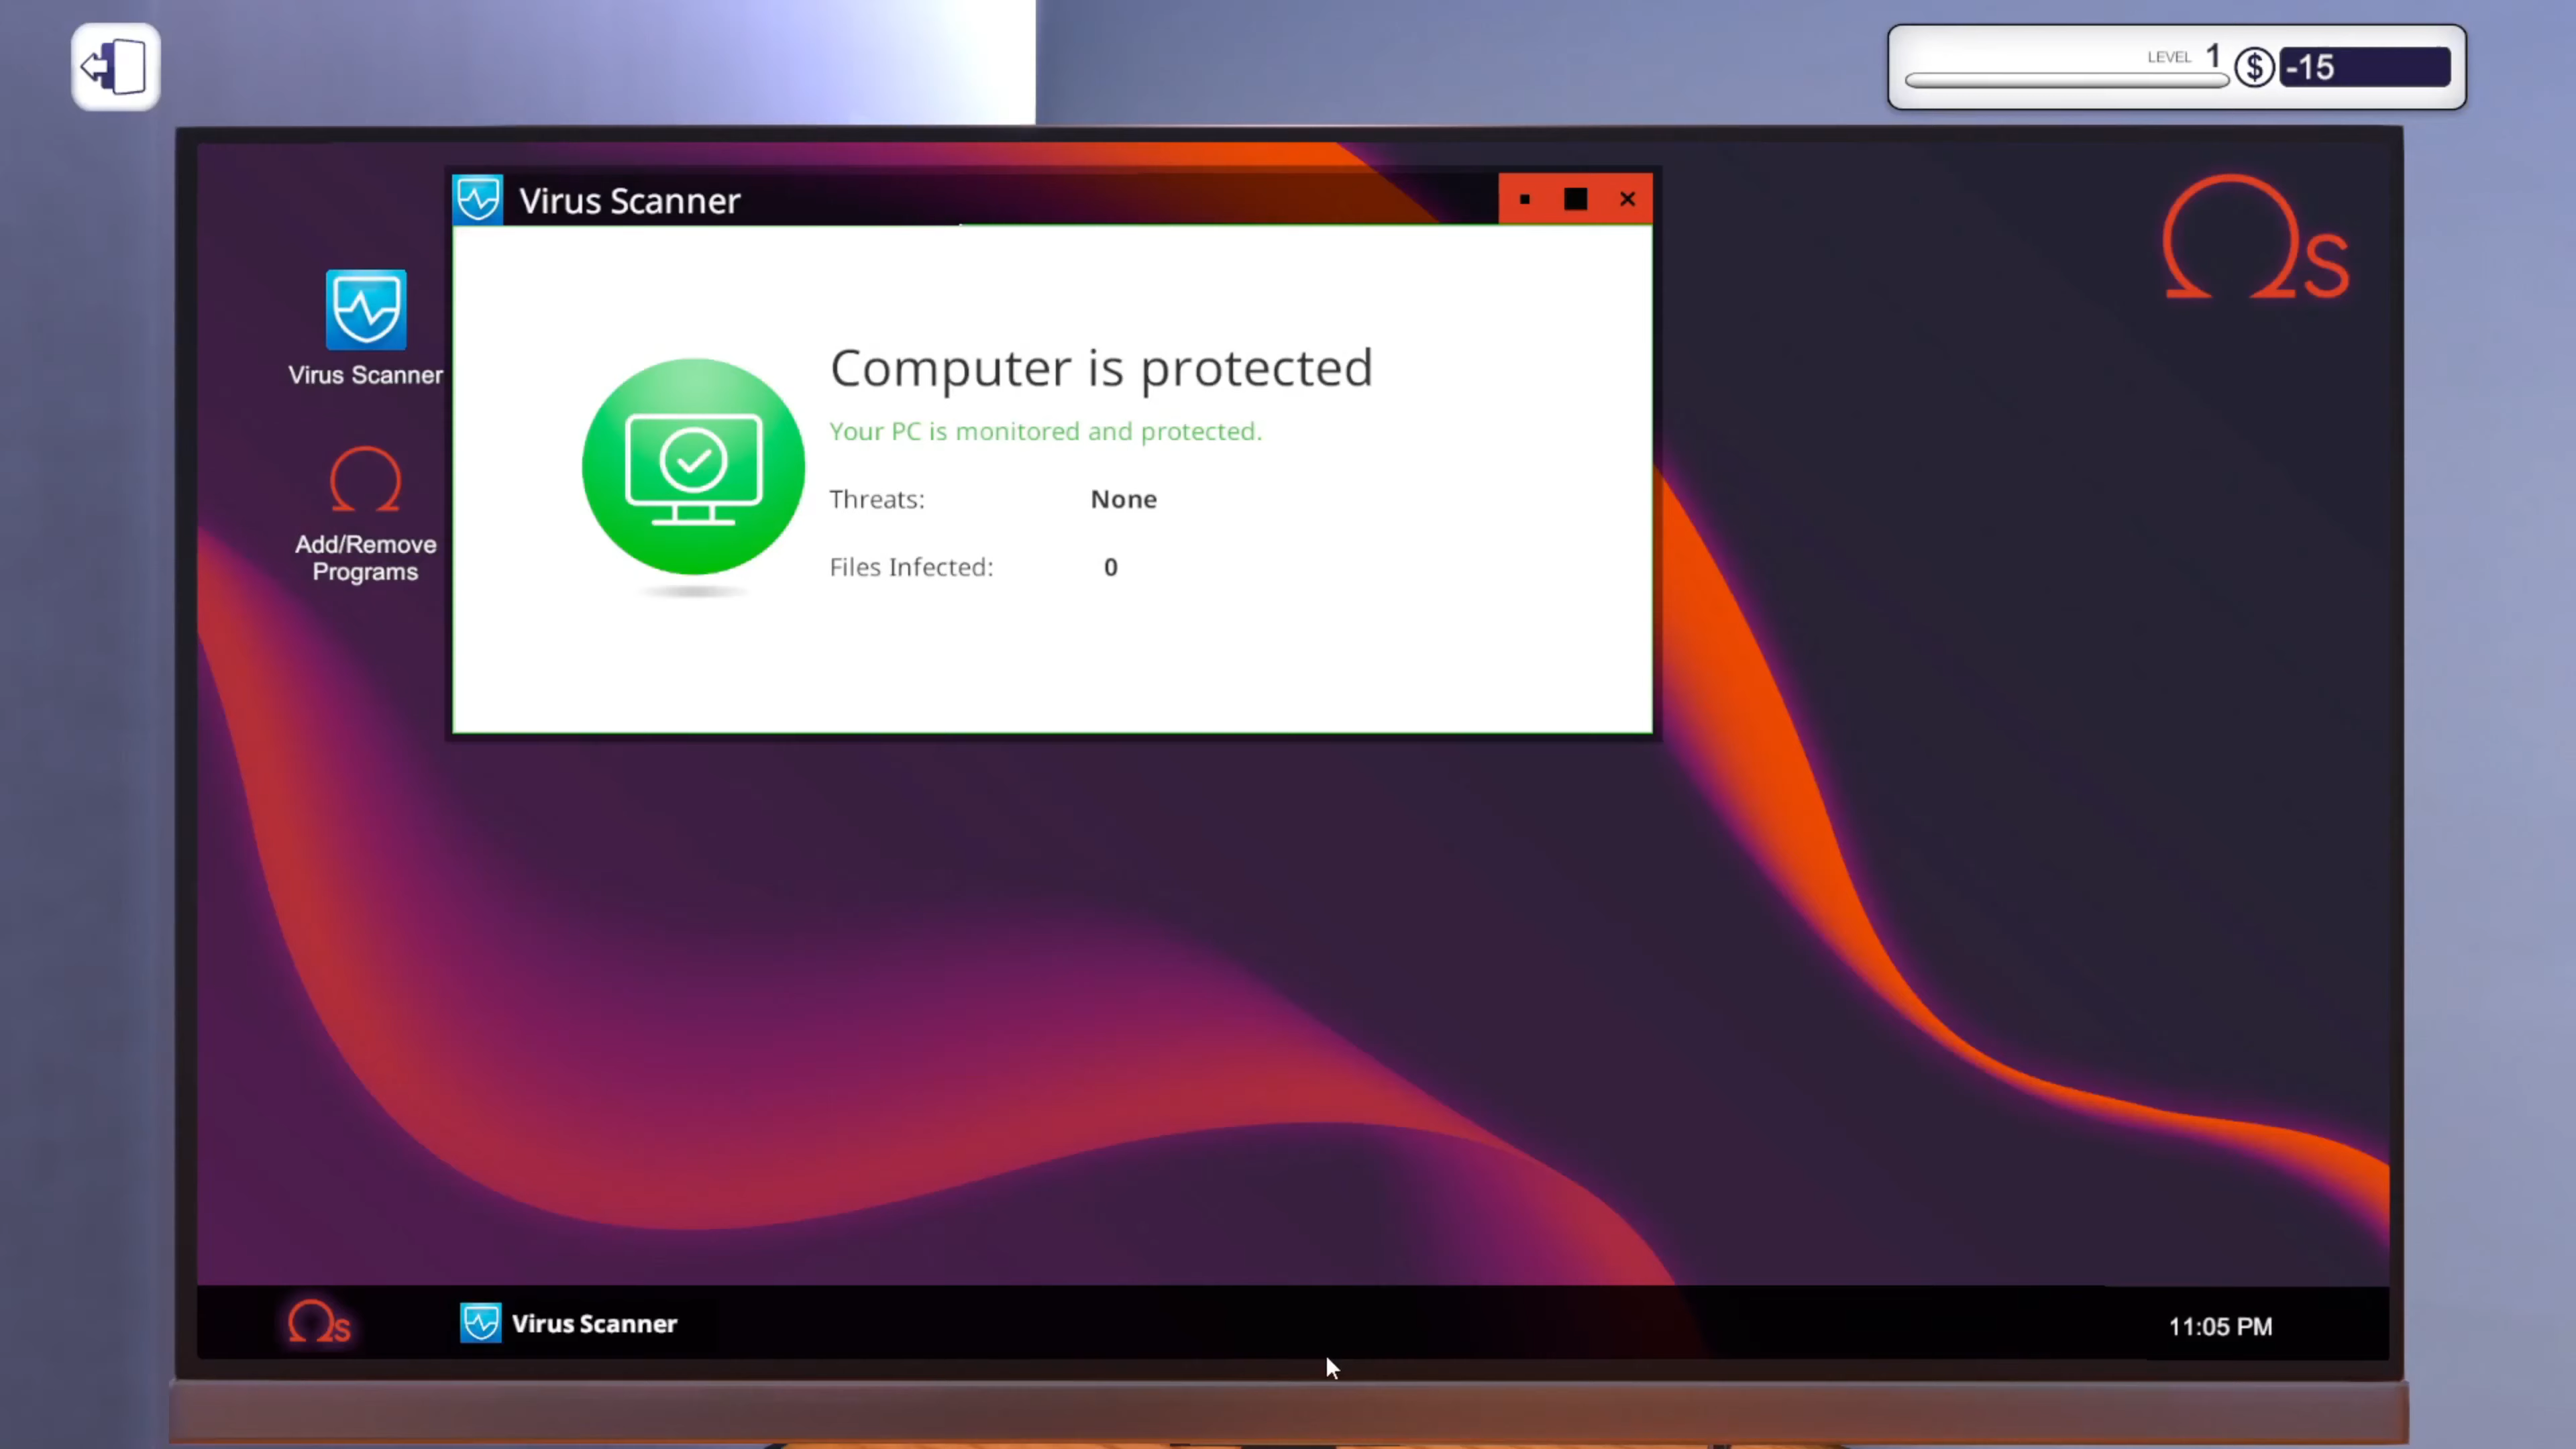 LEVEL 1 $ -15
Virus Scanner
Ωs
Virus Scanner
Computer is protected
Your PC is monitored and protected.
Threats: None
Files Infected: 0
Add/Remove
Programs
Ωs
Virus Scanner
11:05 PM